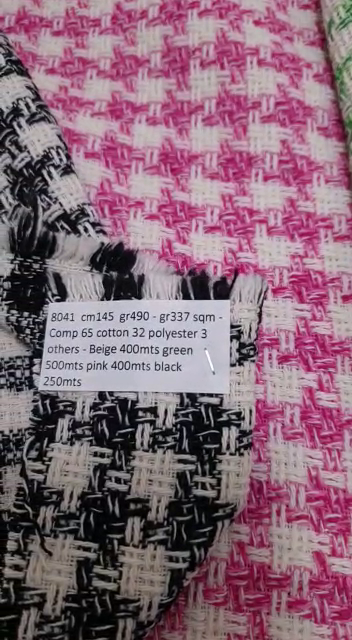 8041 cm145 gr490 - gr337 sqm -
Comp 65 cotton 32 polyester 3
others - Beige 400mts green
500mts pink 400mts black
250mts